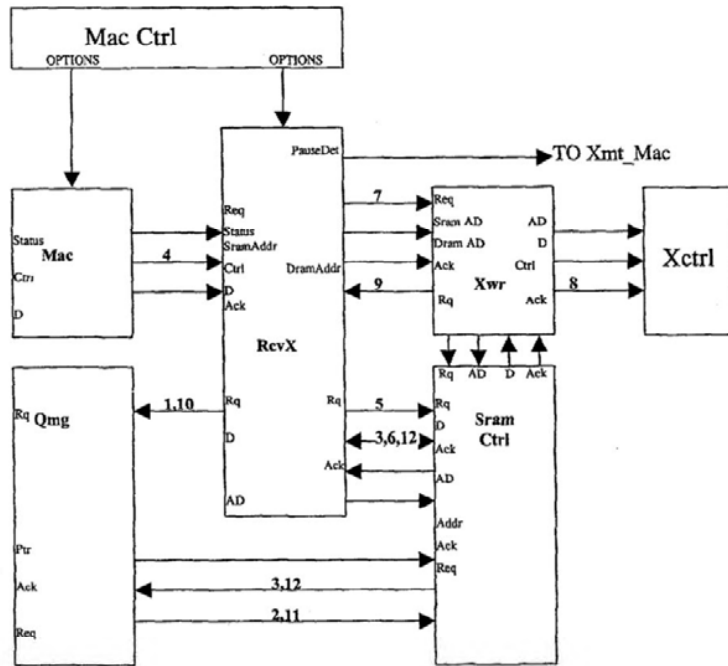 Mac Ctrl
OPTIONS OPTIONS
PauseDet
TO Xmt_Mac
Req
Status
SramAddr
Ctrl
DramAddr
D
Ack
RcvX
Rq
Rq
D
Ack
AD
Status
Mac
Ctrl
D
4
7
9
Req
Sram AD
AD
Dram AD
D
Ack
Ctrl
Xwr
Rq
Ack
8
Xctrl
Rq
Qmg
Ptr
Ack
Req
1,10
5
3,6,12
3,12
2,11
Rq AD D Ack
Rq
Sram
D
Ctrl
Ack
AD
Addr
Ack
Req